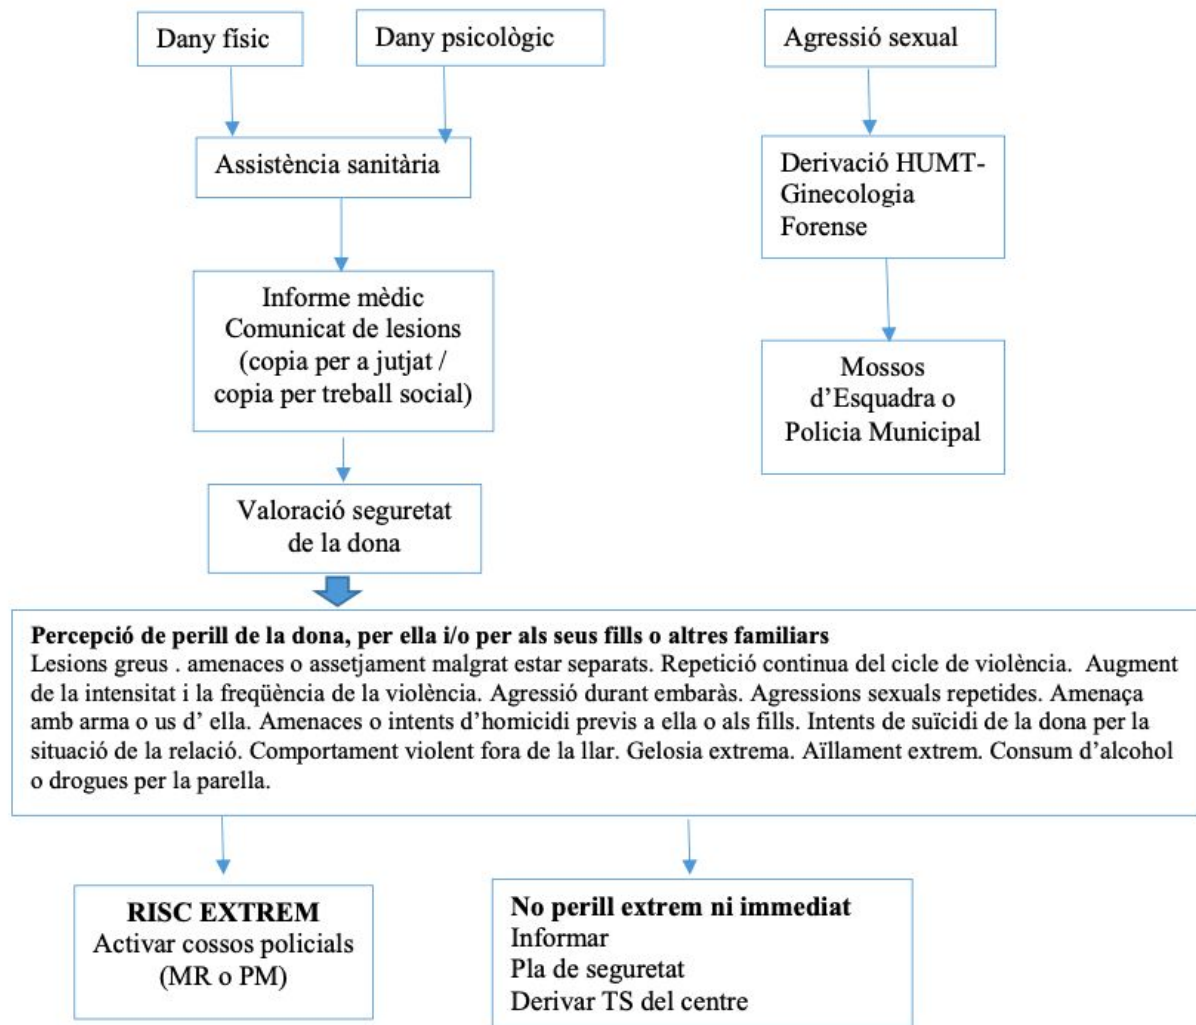 Dany físic
Dany psicològic
Agressió sexual
Assistència sanitària
Derivació HUMT-
Ginecologia
Forense
Informe mèdic
Comunicat de lesions
(copia per a jutjat /
copia per treball social)
Mossos
d’Esquadra o
Policia Municipal
Valoració seguretat
de la dona
Percepció de perill de la dona, per ella i/o per als seus fills o altres familiars
Lesions greus . amenaces o assetjament malgrat estar separats. Repetició continua del cicle de violència. Augment
de la intensitat i la freqüència de la violència. Agressió durant embaràs. Agressions sexuals repetides. Amenaça
amb arma o us d’ ella. Amenaces o intents d’homicidi previs a ella o als fills. Intents de suïcidi de la dona per la
situació de la relació. Comportament violent fora de la llar. Gelosia extrema. Aïllament extrem. Consum d’alcohol
o drogues per la parella.
RISC EXTREM
Activar cossos policials
(MR o PM)
No perill extrem ni immediat
Informar
Pla de seguretat
Derivar TS del centre